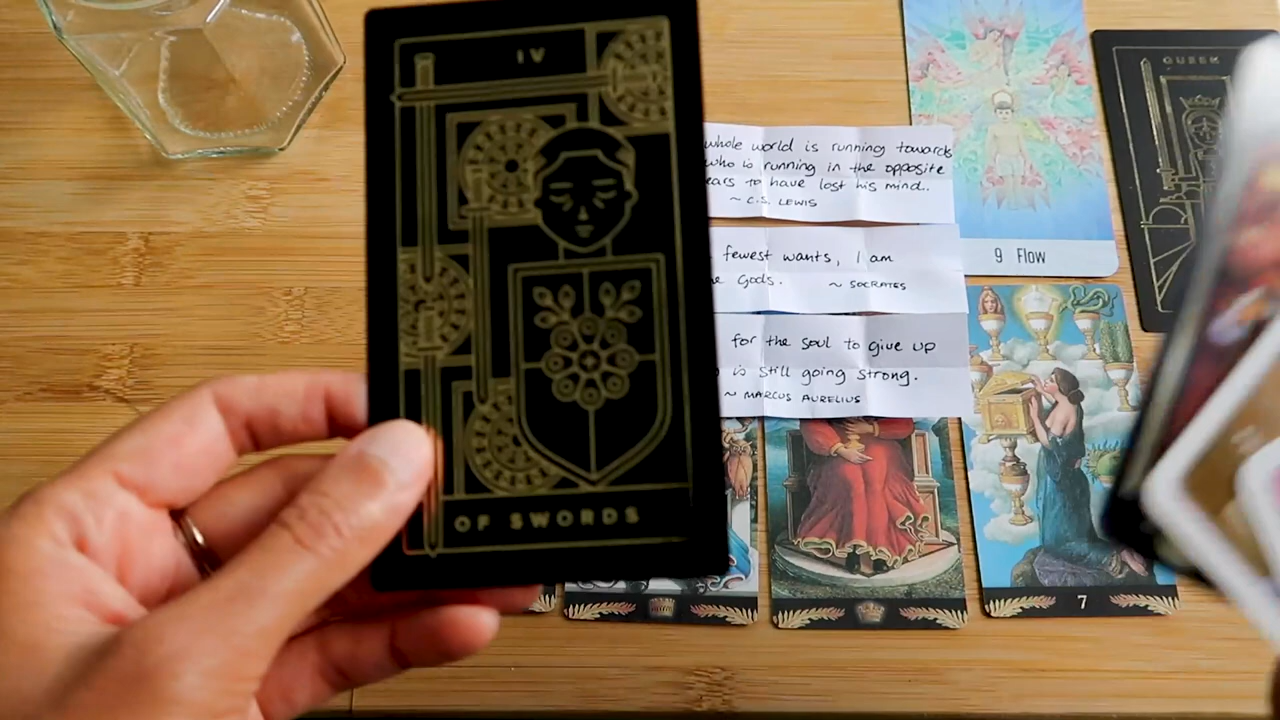 IV
OF SWORDS
whole world is running towards
who is running in the opposite
ears to have lost his mind..
~ C.S. LEWIS
fewest wants, I am
Gods. ~ SOCRATES
for the soul to give up
is still going strong.
~ MARCUS AURELIUS
9 Flow
QUEEN
7